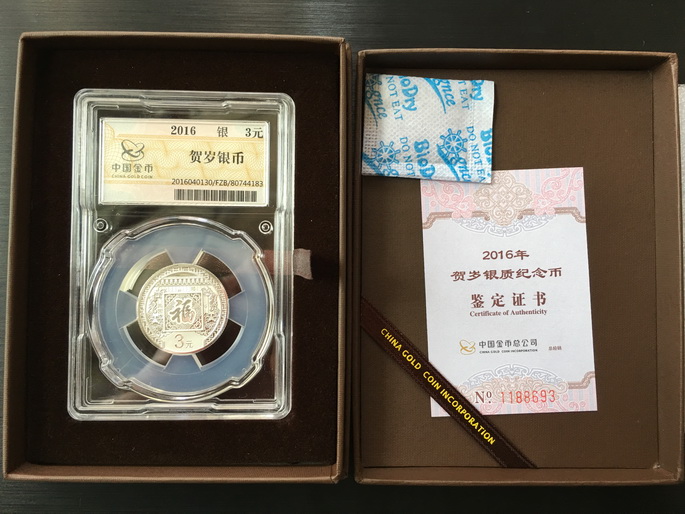 2016 银 3元
贺岁银币
中国金币
CHINA GOLD COIN
2016040130/FZB/80744183
福
3元
BioDry
DO NOT EAT
2016年
贺岁银质纪念币
鉴定证书
Certificate of Authenticity
中国金币总公司
CHINA GOLD COIN INCORPORATION
No 1188693
CHINA GOLD COIN INCORPORATION